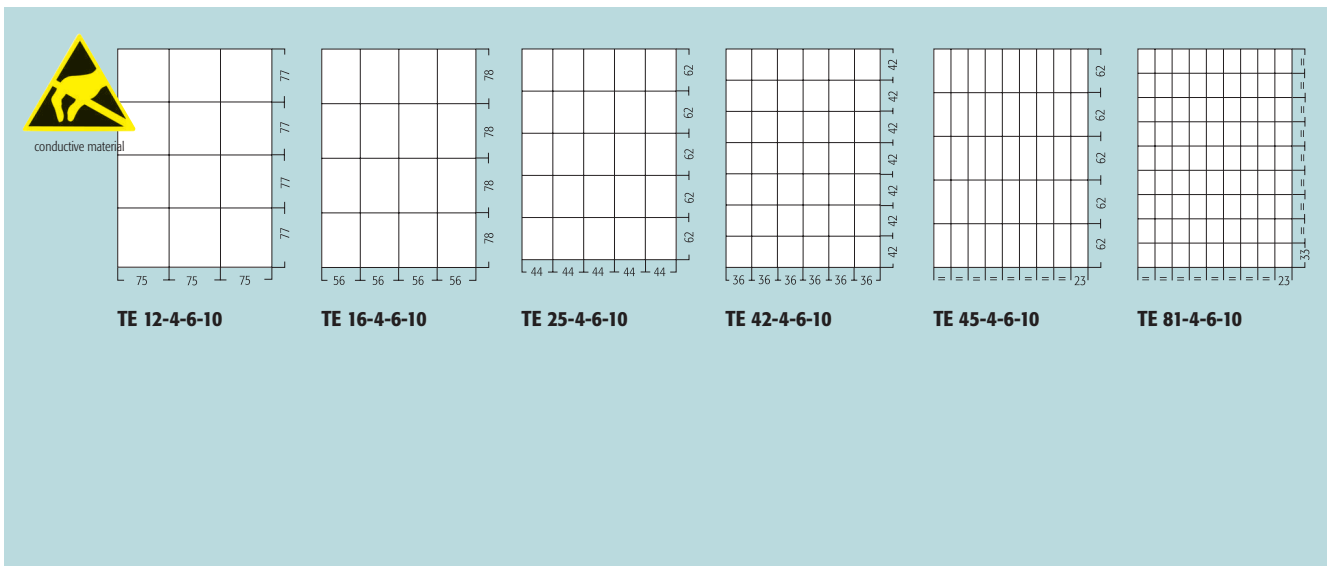 conductive material
77
77
77
77
75 75 75
TE 12-4-6-10
78
78
78
78
56 56 56 56
TE 16-4-6-10
62
62
62
62
62
44 44 44 44 44
TE 25-4-6-10
42
42
42
42
42
42
42
36 36 36 36 36 36
TE 42-4-6-10
62
62
62
62
62
= = = = = = = = 23
TE 45-4-6-10
=
=
=
=
=
=
=
=
33
= = = = = = = = 23
TE 81-4-6-10